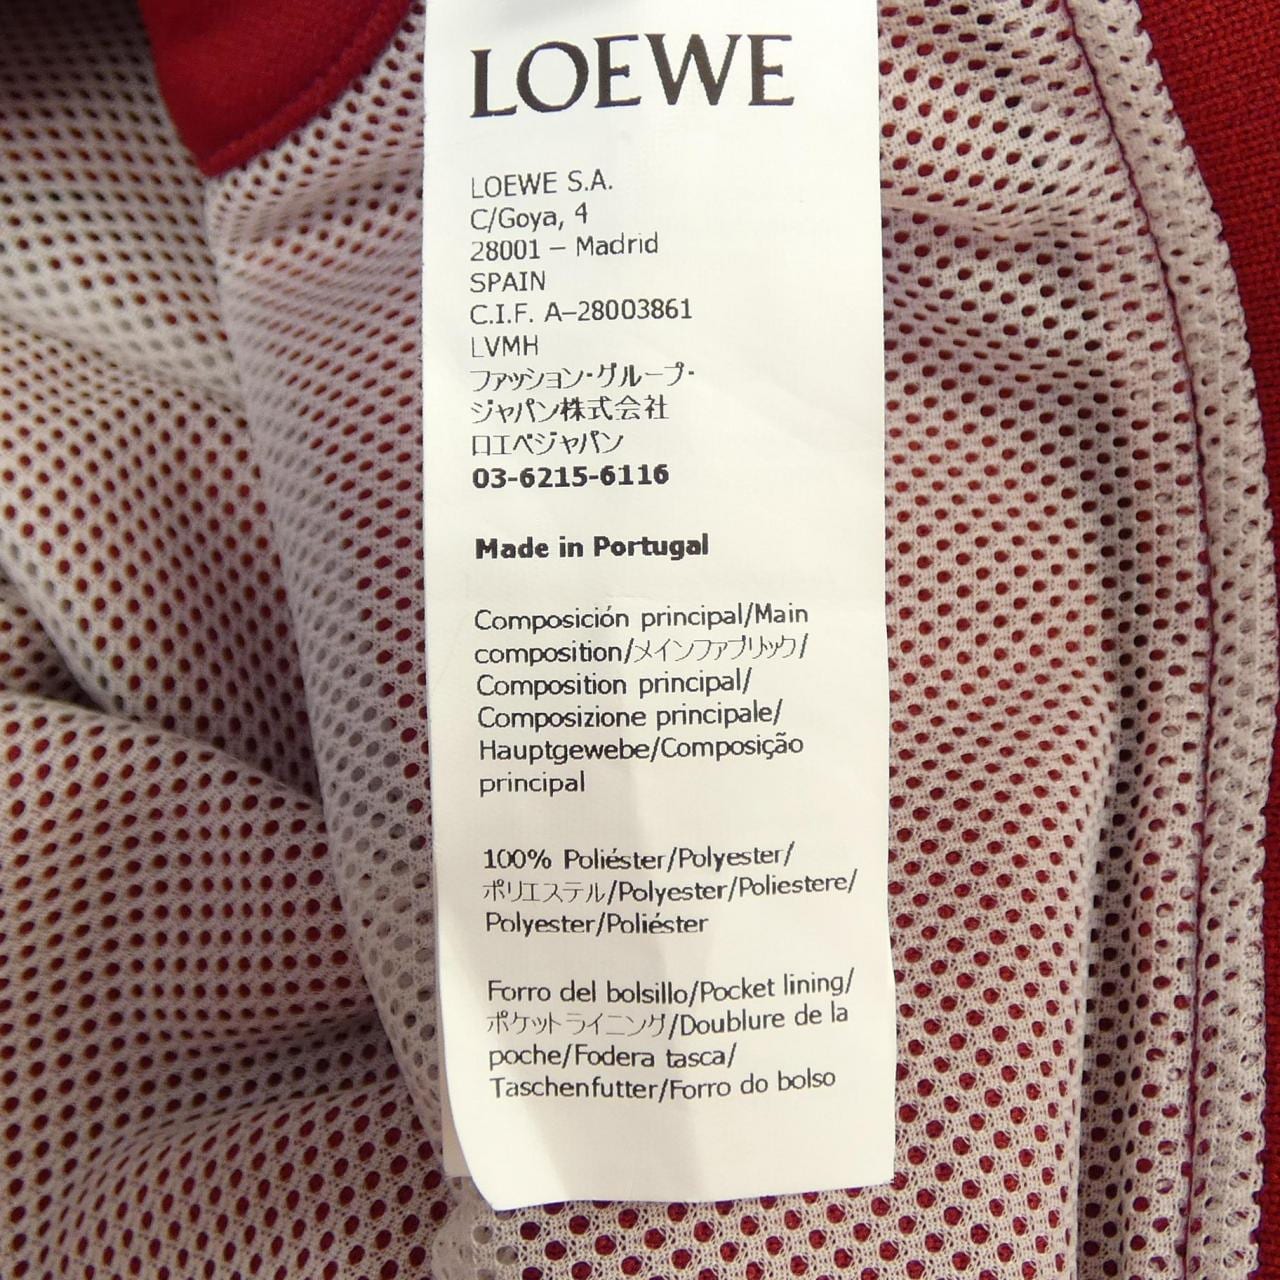 LOEWE
LOEWE S.A.
C/Goya, 4
28001 – Madrid
SPAIN
C.I.F. A–28003861
LVMH
ファッション・グループ・
ジャパン株式会社
ロエベジャパン
03-6215-6116
Made in Portugal
Composición principal/Main
composition/メインファブリック/
Composition principal/
Composizione principale/
Hauptgewebe/Composição
principal
100% Poliéster/Polyester/
ポリエステル/Polyester/Poliestere/
Polyester/Poliéster
Forro del bolsillo/Pocket lining/
ポケットライニング/Doublure de la
poche/Fodera tasca/
Taschenfutter/Forro do bolso